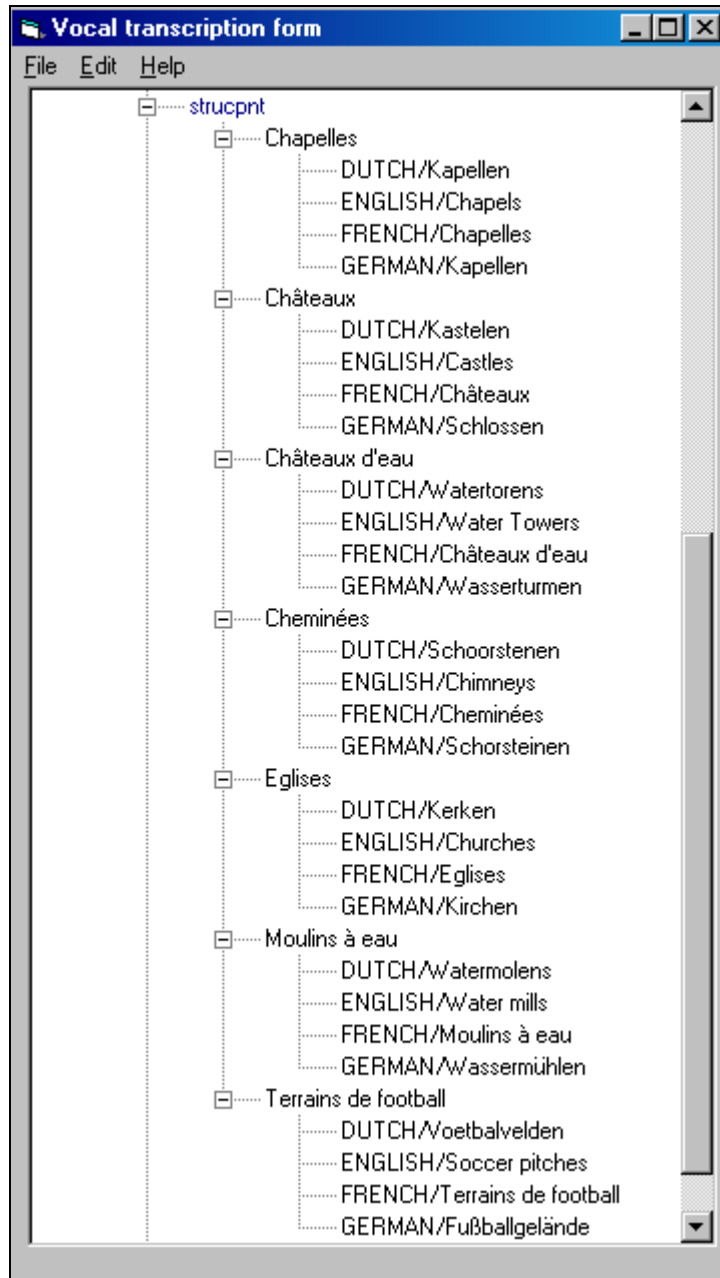 Vocal transcription form
File Edit Help
strucpnt
Chapelles
DUTCH/Kapellen
ENGLISH/Chapels
FRENCH/Chapelles
GERMAN/Kapellen
Châteaux
DUTCH/Kastelen
ENGLISH/Castles
FRENCH/Châteaux
GERMAN/Schlossen
Châteaux d'eau
DUTCH/Watertorens
ENGLISH/Water Towers
FRENCH/Châteaux d'eau
GERMAN/Wasserturmen
Cheminées
DUTCH/Schoorstenen
ENGLISH/Chimneys
FRENCH/Cheminées
GERMAN/Schorsteinen
Eglises
DUTCH/Kerken
ENGLISH/Churches
FRENCH/Eglises
GERMAN/Kirchen
Moulins à eau
DUTCH/Watermolens
ENGLISH/Water mills
FRENCH/Moulins à eau
GERMAN/Wassermühlen
Terrains de football
DUTCH/Voetbalvelden
ENGLISH/Soccer pitches
FRENCH/Terrains de football
GERMAN/Fußballgelände